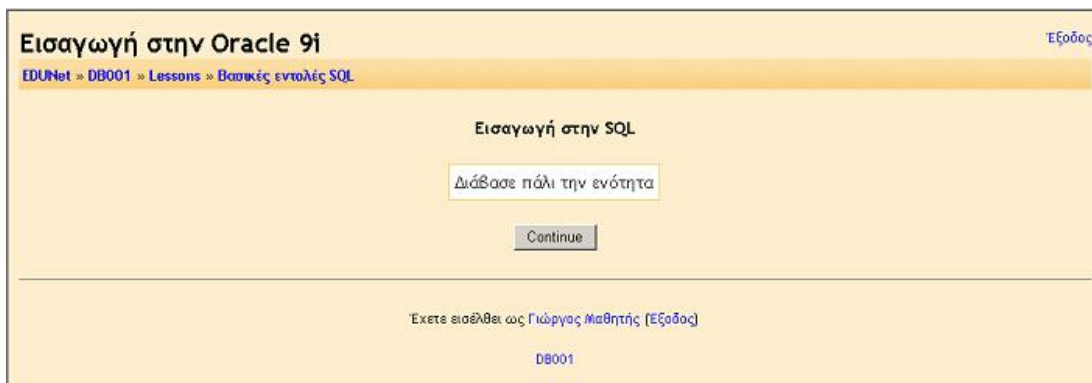 Εισαγωγή στην Oracle 9i
Έξοδος
EDUNet » DB001 » Lessons » Βασικές εντολές SQL
Εισαγωγή στην SQL
Διάβασε πάλι την ενότητα
Continue
Έχετε εισέλθει ως Γιώργος Μαθητής (Έξοδος)
DB001